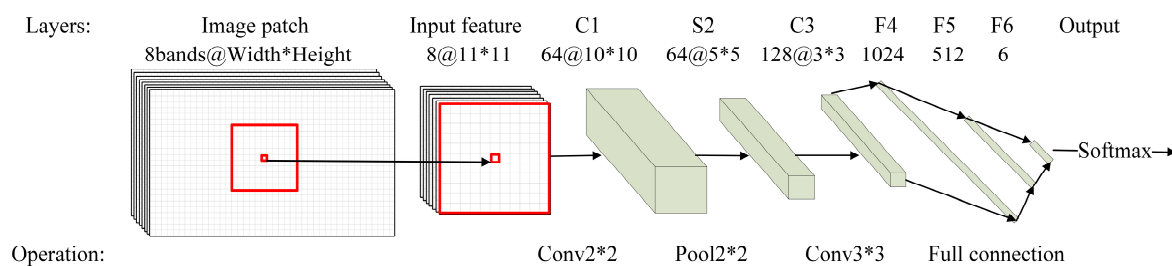 Layers: Image patch Input feature C1 S2 C3 F4 F5 F6 Output
8bands@Width*Height 8@11*11 64@10*10 64@5*5 128@3*3 1024 512 6
Softmax
Operation: Conv2*2 Pool2*2 Conv3*3 Full connection